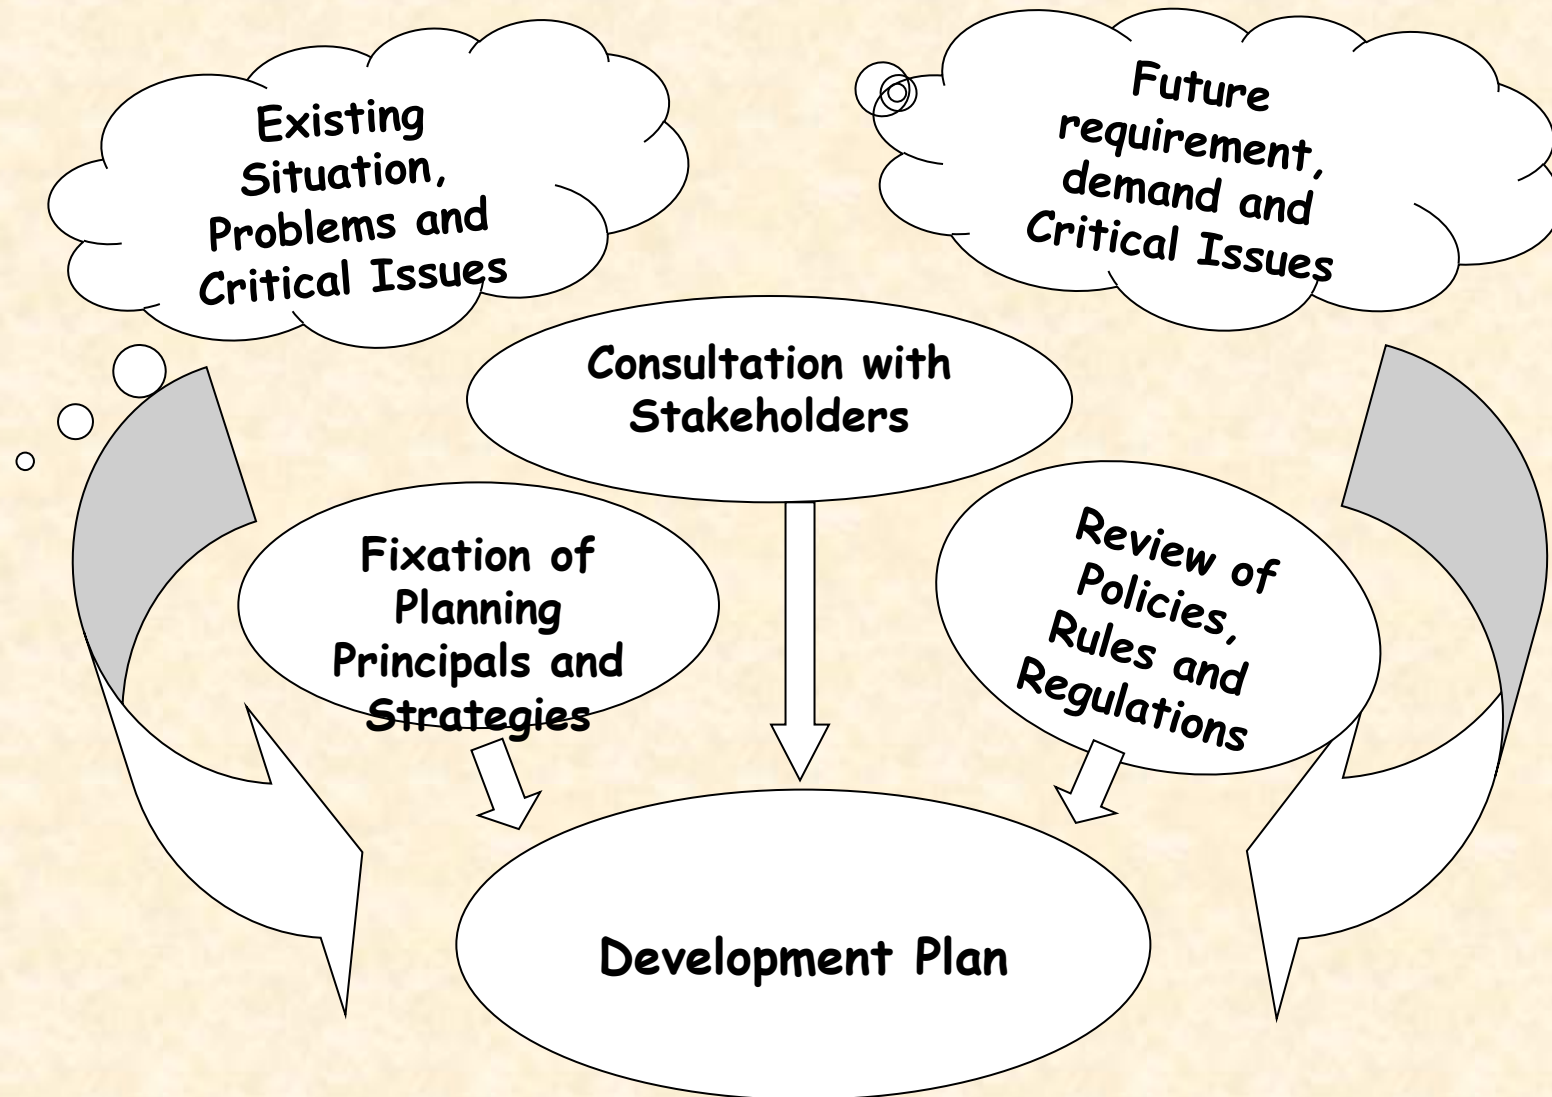 Existing
Situation,
Problems and
Critical Issues
Future
requirement,
demand and
Critical Issues
Consultation with
Stakeholders
Fixation of
Planning
Principals and
Strategies
Review of
Policies,
Rules and
Regulations
Development Plan